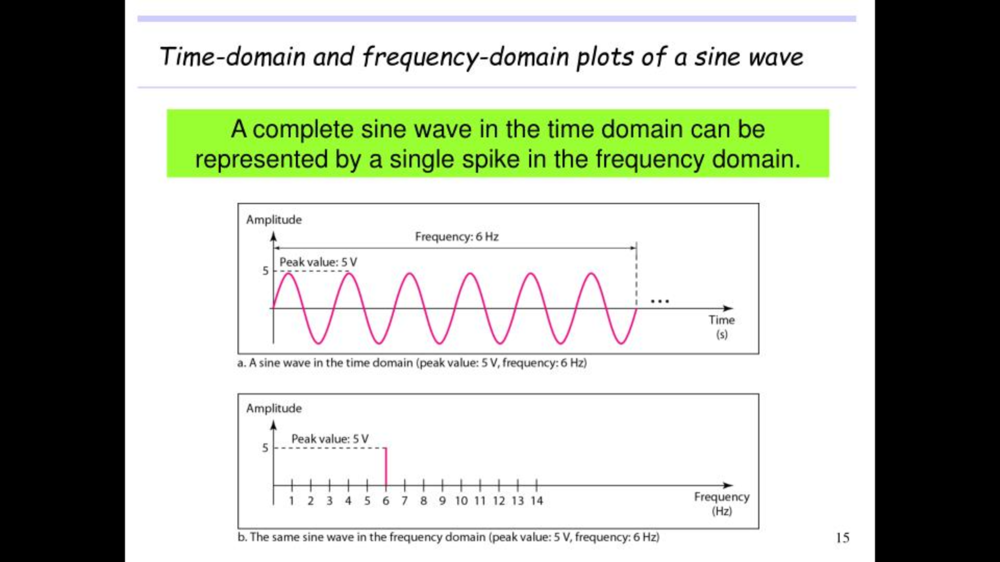 Time-domain and frequency-domain plots of a sine wave
A complete sine wave in the time domain can be
represented by a single spike in the frequency domain.
Amplitude
Frequency: 6 Hz
Peak value: 5 V
5
...
Time
(s)
a. A sine wave in the time domain (peak value: 5 V, frequency: 6 Hz)
Amplitude
Peak value: 5 V
5
1 2 3 4 5 6 7 8 9 10 11 12 13 14
Frequency
(Hz)
b. The same sine wave in the frequency domain (peak value: 5 V, frequency: 6 Hz)
15